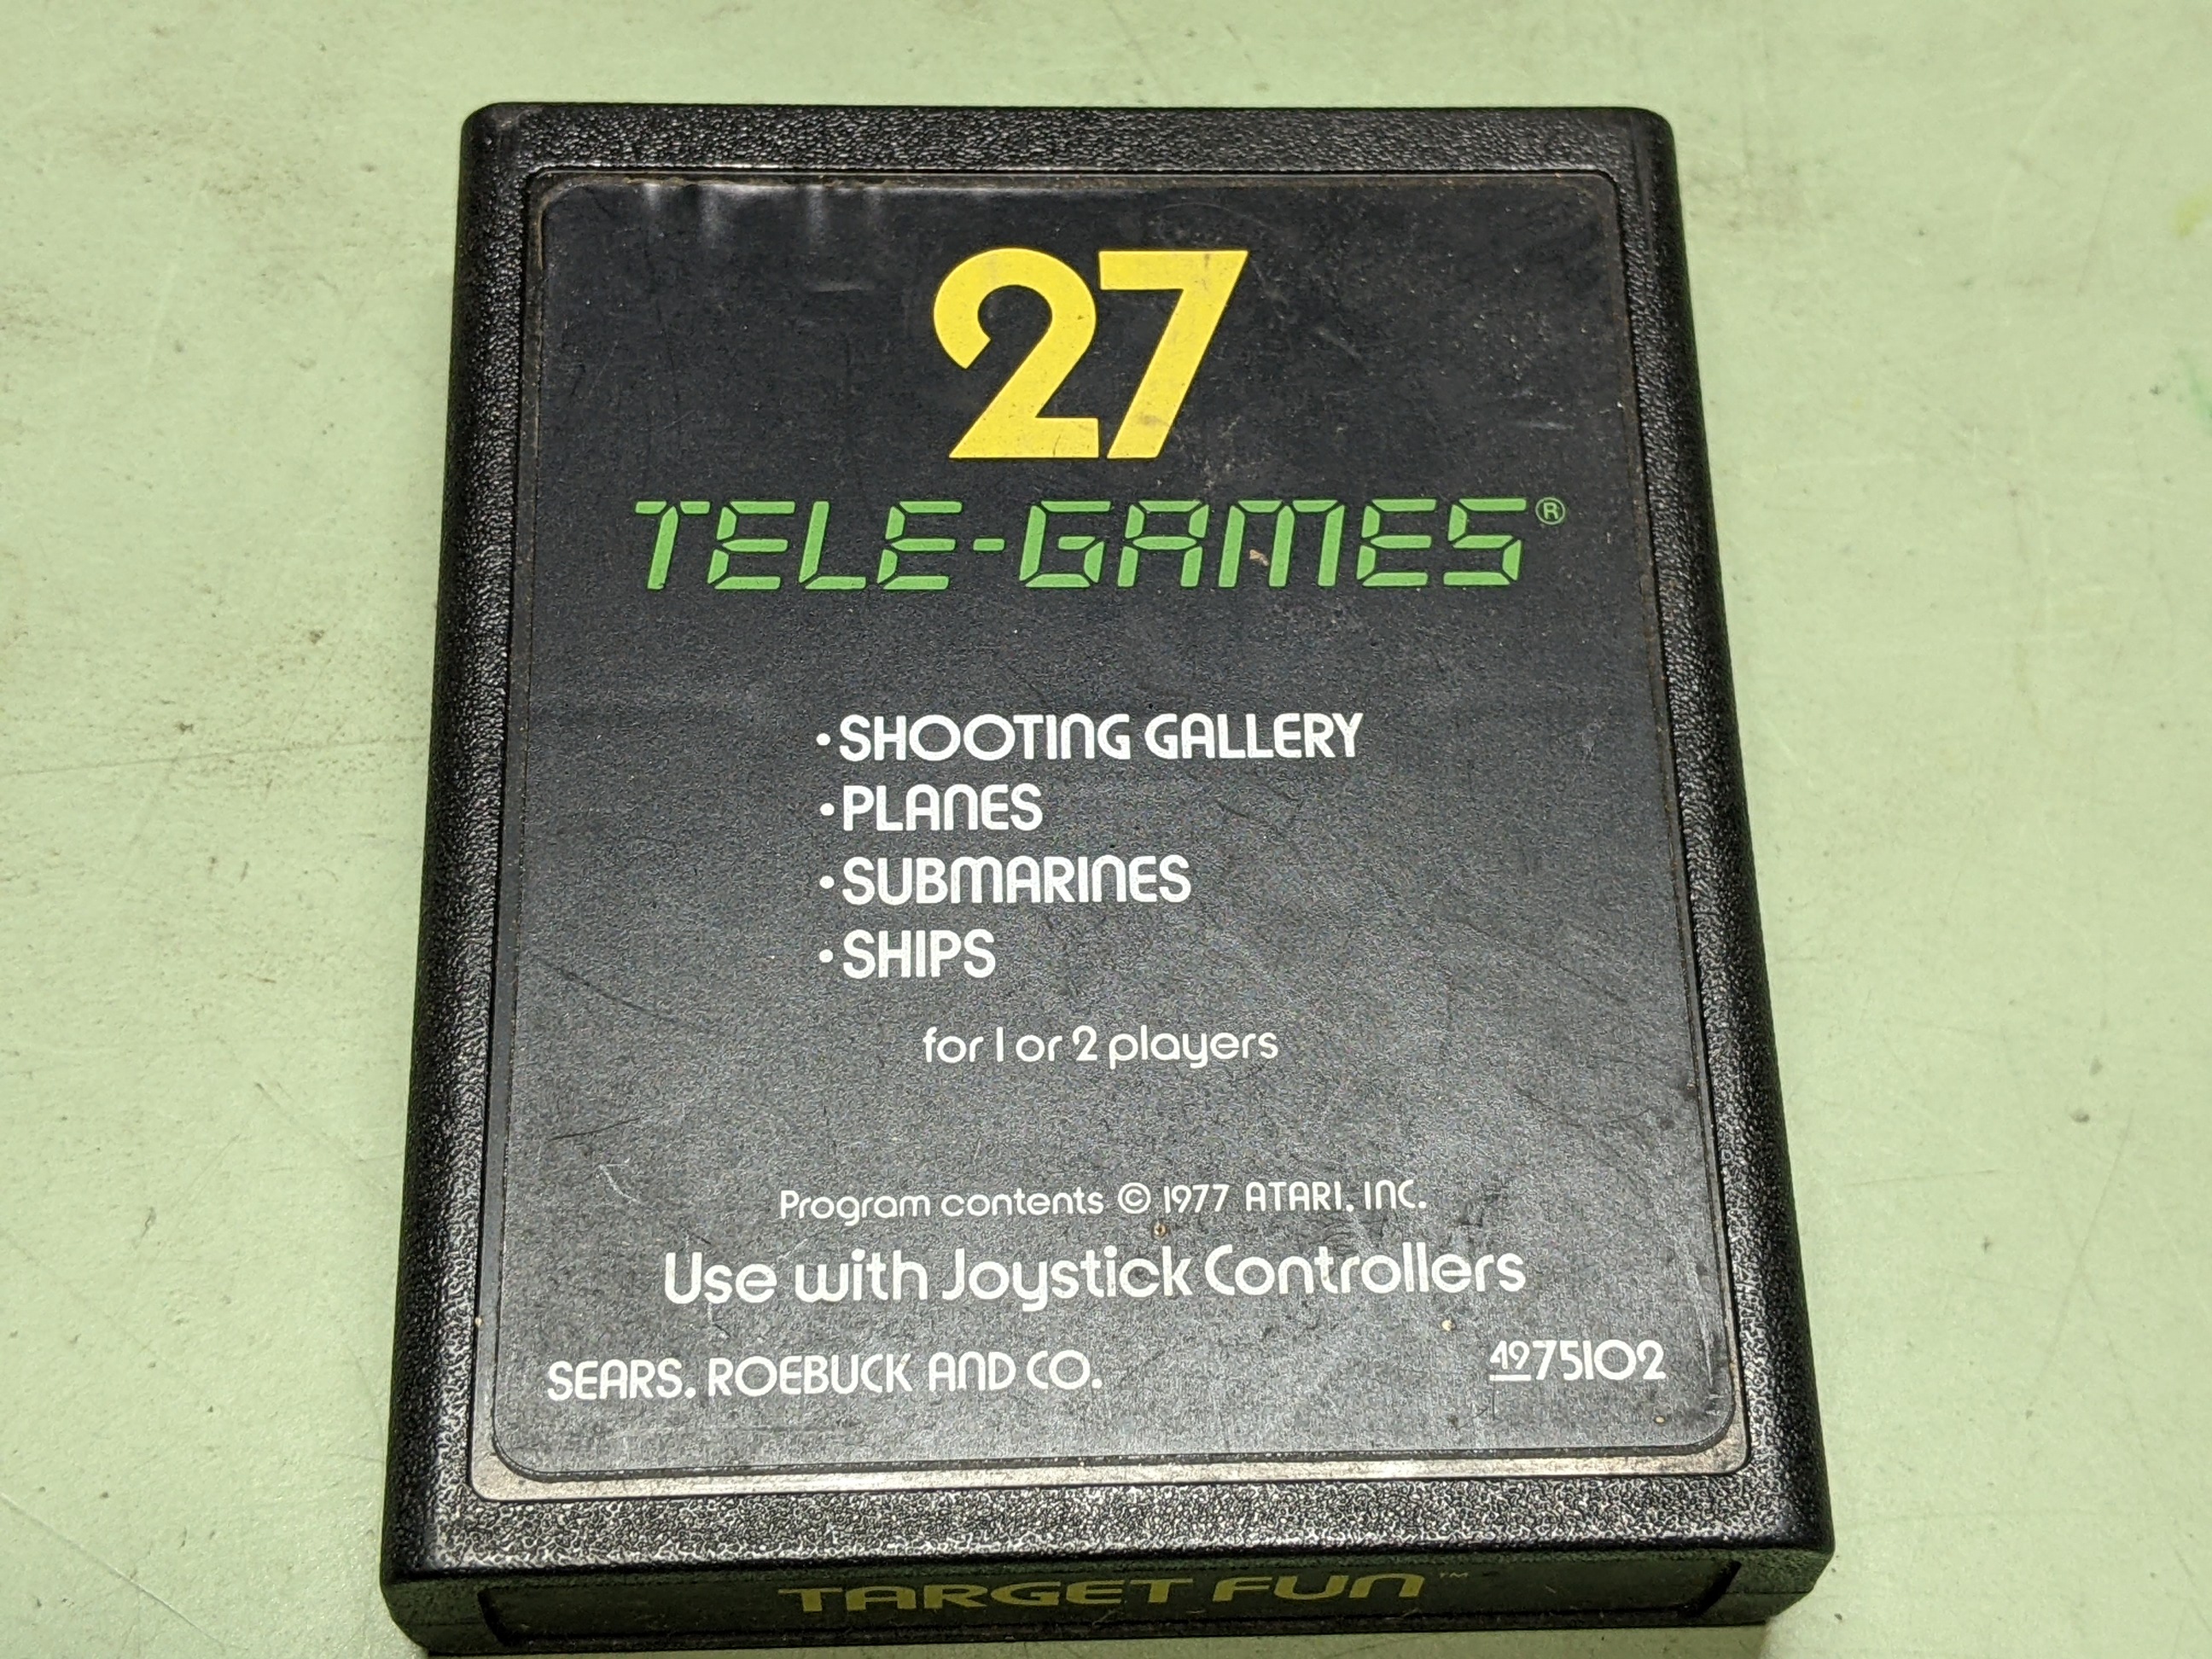 27
TELE-GAMES®
•SHOOTING GALLERY
•PLANES
•SUBMARINES
•SHIPS
for 1 or 2 players
Program contents © 1977 ATARI, INC.
Use with Joystick Controllers
SEARS, ROEBUCK AND CO.
4975102
TARGET FUN™